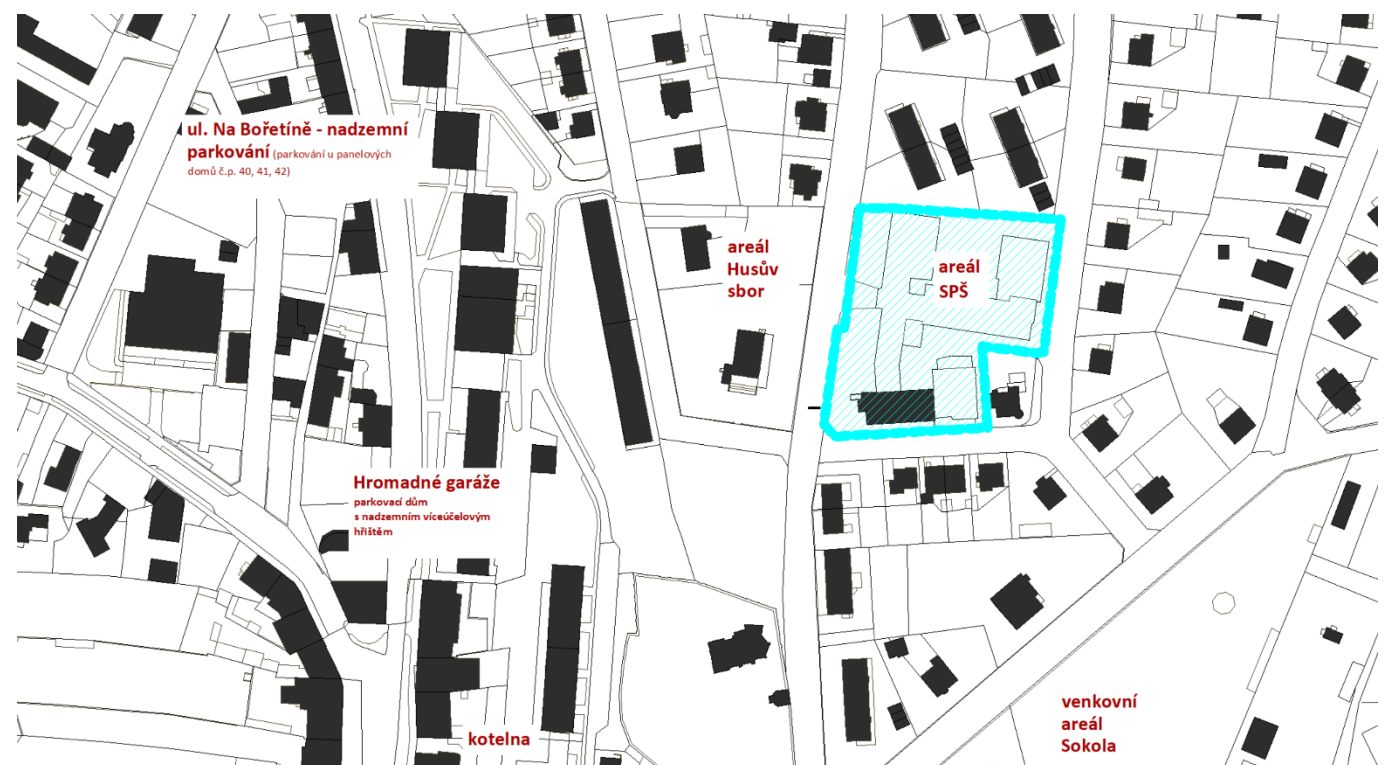 ul. Na Bořetíně - nadzemní
parkování (parkování u panelových
domů č.p. 40, 41, 42)
areál
Husův
sbor
areál
SPŠ
Hromadné garáže
parkovací dům
s nadzemním víceúčelovým
hřištěm
kotelna
venkovní
areál
Sokola